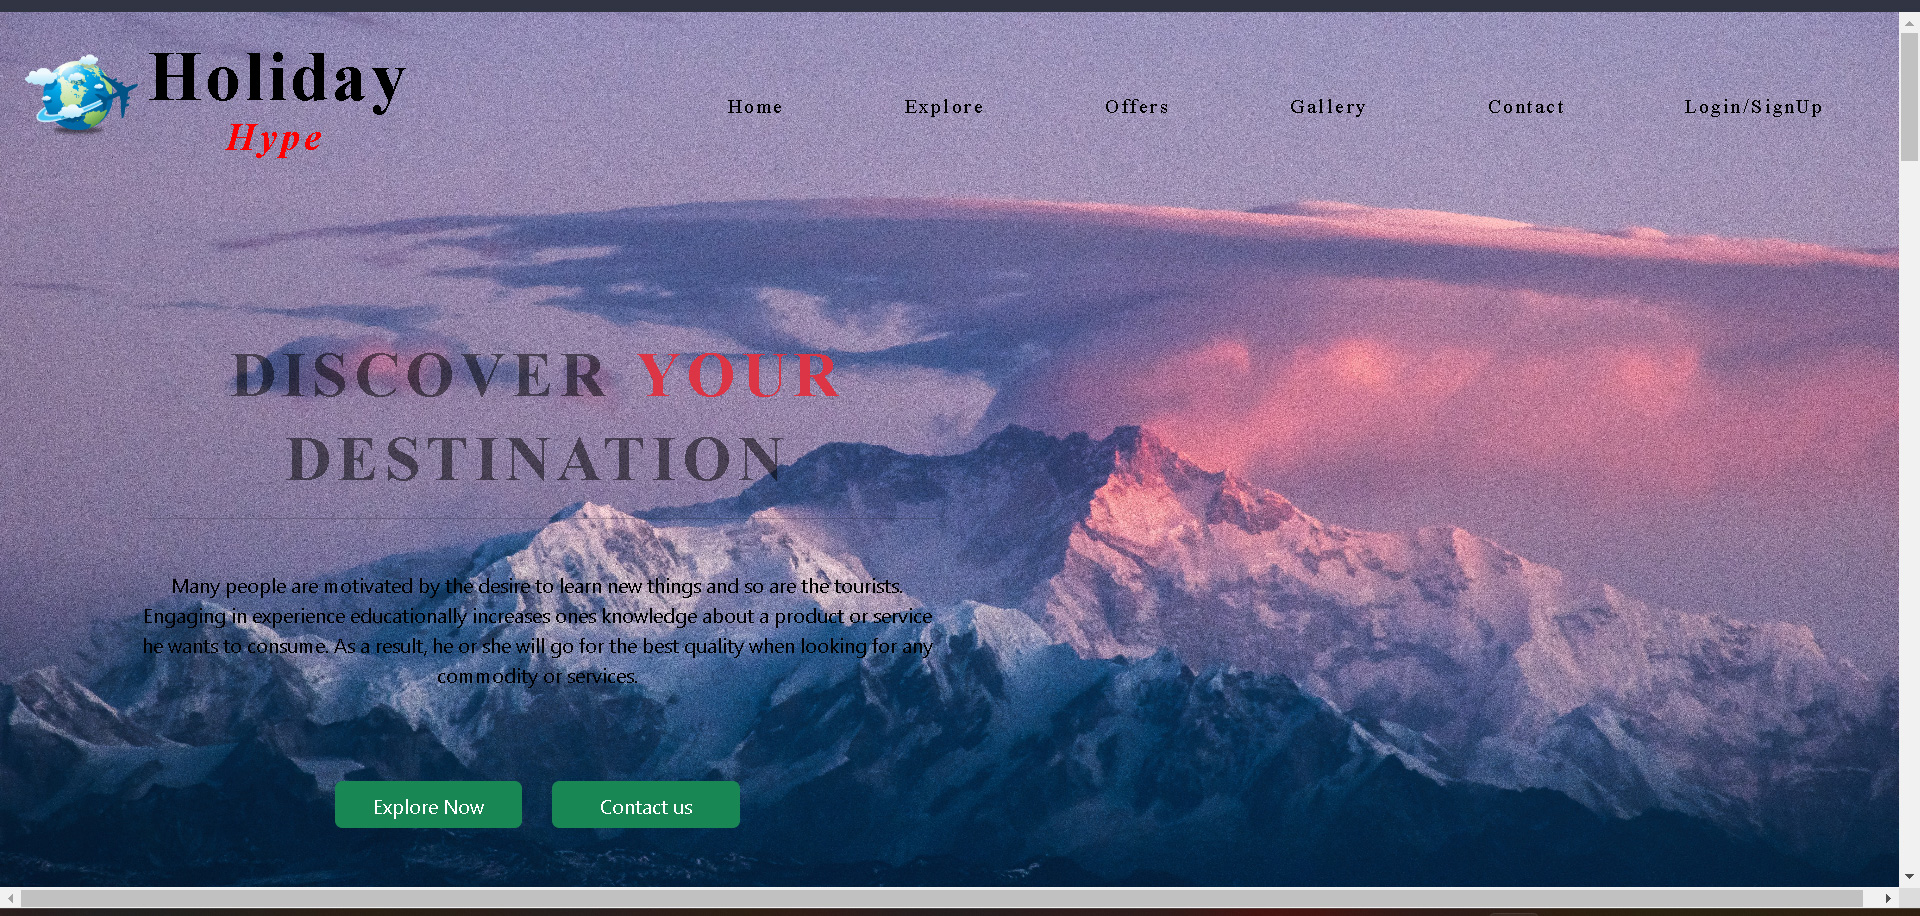 Holiday
Hype
Home Explore Offers Gallery Contact Login/SignUp
DISCOVER YOUR
DESTINATION
Many people are motivated by the desire to learn new things and so are the tourists.
Engaging in experience educationally increases ones knowledge about a product or service
he wants to consume. As a result, he or she will go for the best quality when looking for any
commodity or services.
Explore Now Contact us